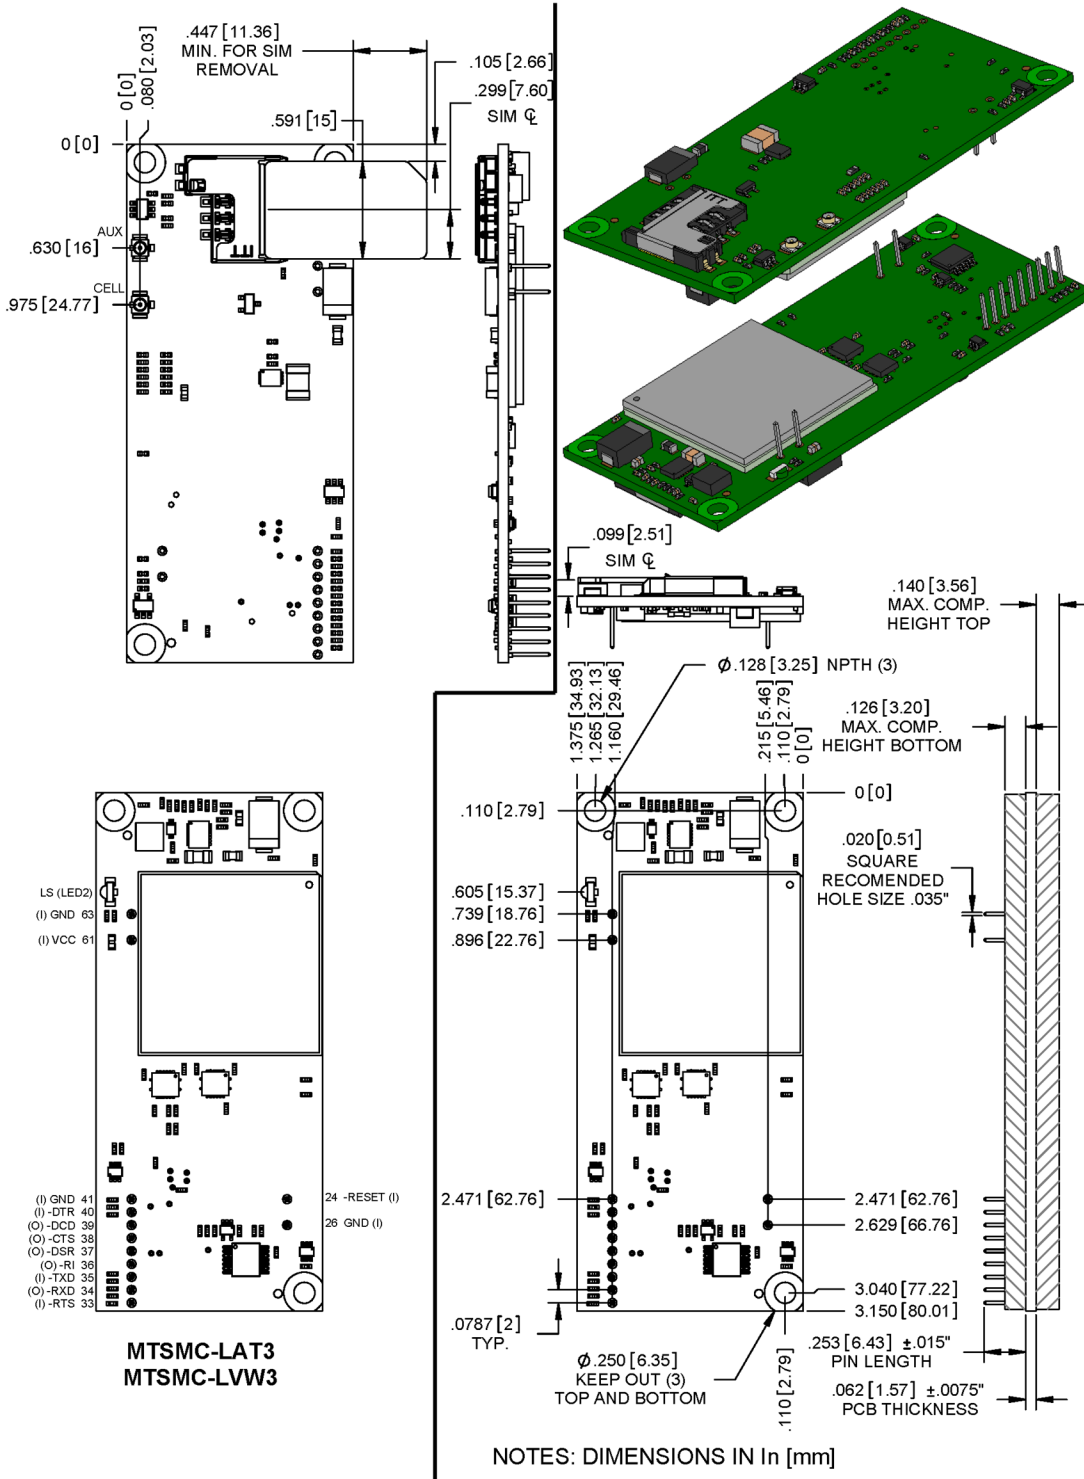 .447 [11.36]
MIN. FOR SIM
REMOVAL
0 [0]
.080 [2.03]
.105 [2.66]
.299 [7.60]
SIM ℄
.591 [15]
0 [0]
AUX
.630 [16]
CELL
.975 [24.77]
.099 [2.51]
SIM ℄
.140 [3.56]
MAX. COMP.
HEIGHT TOP
Ø.128 [3.25] NPTH (3)
1.375 [34.93]
1.265 [32.13]
1.160 [29.46]
.215 [5.46]
.110 [2.79]
0 [0]
.126 [3.20]
MAX. COMP.
HEIGHT BOTTOM
.110 [2.79]
0 [0]
.020 [0.51]
SQUARE
RECOMENDED
HOLE SIZE .035"
.605 [15.37]
.739 [18.76]
.896 [22.76]
LS (LED2)
(I) GND 63
(I) VCC 61
(I) GND 41
(I) -DTR 40
(O) -DCD 39
(O) -CTS 38
(O) -DSR 37
(O) -RI 36
(I) -TXD 35
(O) -RXD 34
(I) -RTS 33
24 -RESET (I)
26 GND (I)
2.471 [62.76]
2.471 [62.76]
2.629 [66.76]
3.040 [77.22]
3.150 [80.01]
.0787 [2]
TYP.
.253 [6.43] ±.015"
PIN LENGTH
Ø.250 [6.35]
KEEP OUT (3)
TOP AND BOTTOM
.110 [2.79]
.062 [1.57] ±.0075"
PCB THICKNESS
MTSMC-LAT3
MTSMC-LVW3
NOTES: DIMENSIONS IN In [mm]